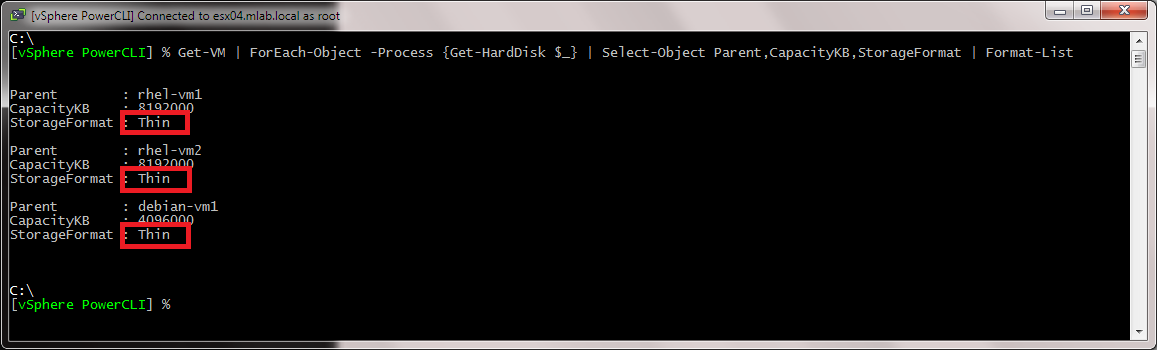 [vSphere PowerCLI] Connected to esx04.mlab.local as root
C:\
[vSphere PowerCLI] % Get-VM | ForEach-Object -Process {Get-HardDisk $_} | Select-Object Parent,CapacityKB,StorageFormat | Format-List
Parent : rhel-vm1
CapacityKB : 8192000
StorageFormat : Thin
Parent : rhel-vm2
CapacityKB : 8192000
StorageFormat : Thin
Parent : debian-vm1
CapacityKB : 4096000
StorageFormat : Thin
C:\
[vSphere PowerCLI] %